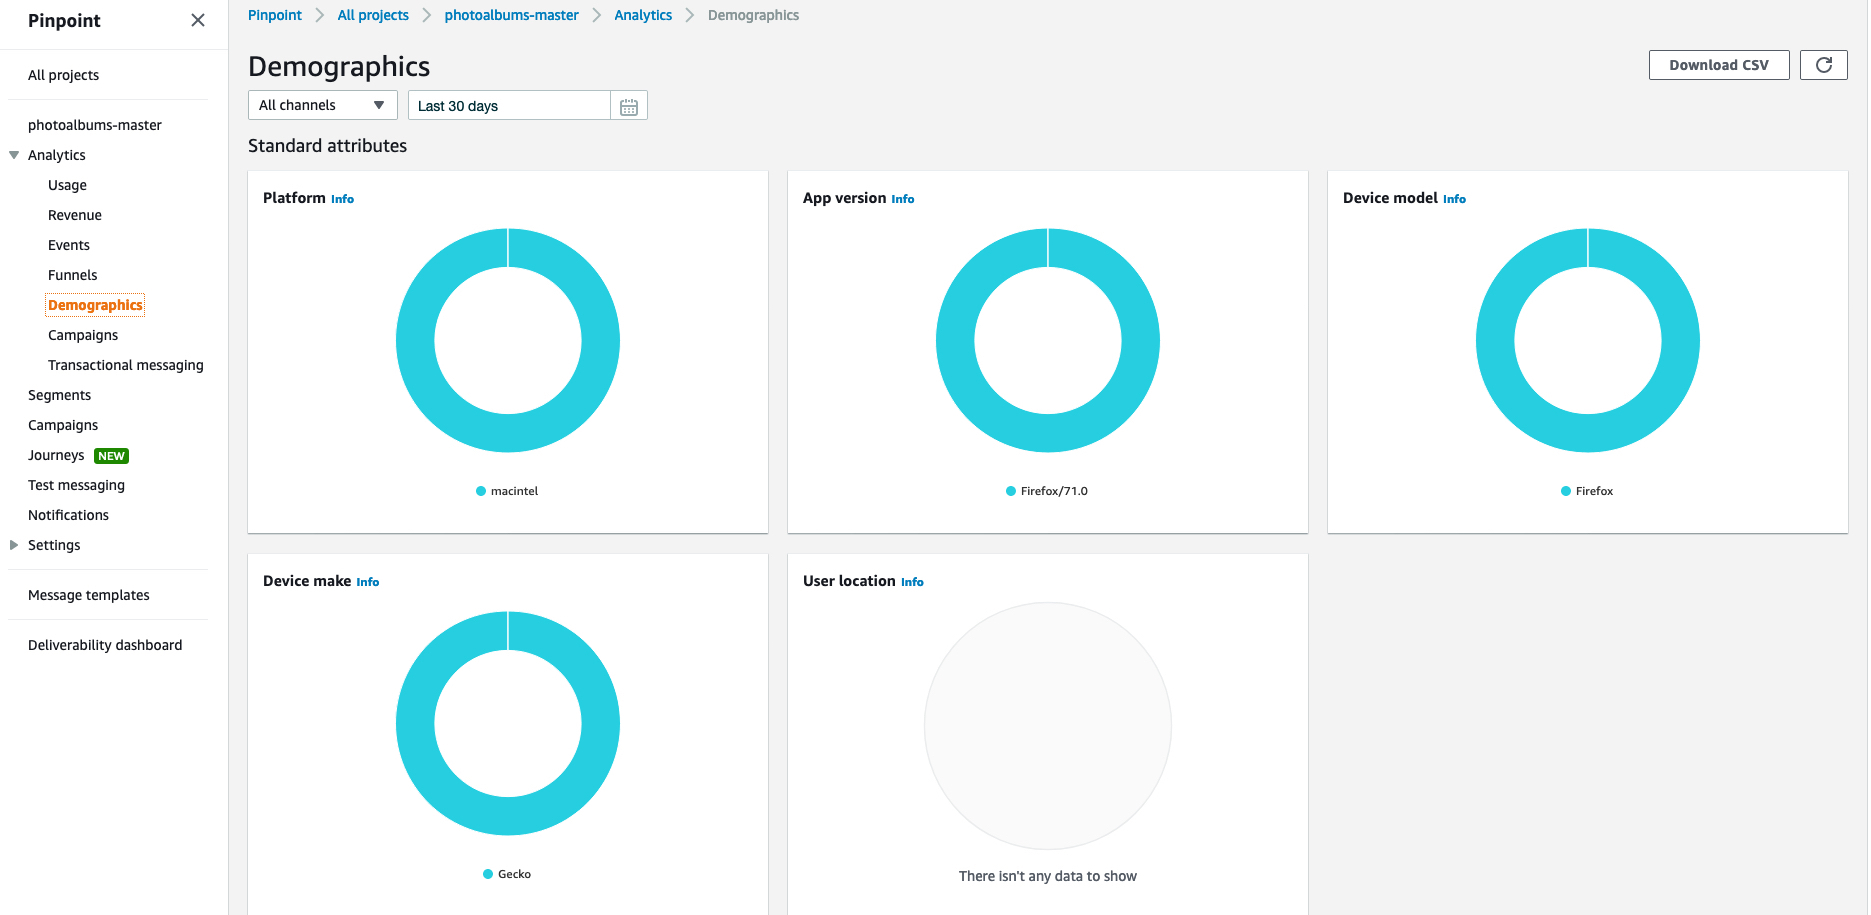 Pinpoint
All projects
photoalbums-master
Analytics
Usage
Revenue
Events
Funnels
Demographics
Campaigns
Transactional messaging
Segments
Campaigns
Journeys NEW
Test messaging
Notifications
Settings
Message templates
Deliverability dashboard
Pinpoint All projects photoalbums-master Analytics Demographics
Demographics
Download CSV
All channels Last 30 days
Standard attributes
Platform Info
macintel
App version Info
Firefox/71.0
Device model Info
Firefox
Device make Info
Gecko
User location Info
There isn't any data to show